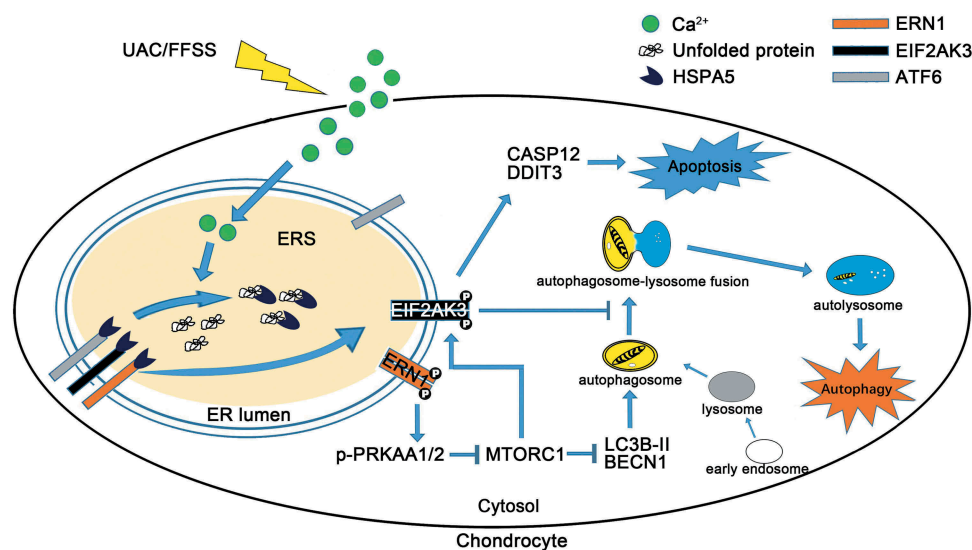 UAC/FFSS
Ca²⁺
Unfolded protein
HSPA5
ERN1
EIF2AK3
ATF6
CASP12
DDIT3
Apoptosis
ERS
autophagosome-lysosome fusion
autolysosome
P
EIF2AK3
P
ERN1
P
P
autophagosome
Autophagy
lysosome
ER lumen
p-PRKAA1/2
MTORC1
LC3B-II
BECN1
early endosome
Cytosol
Chondrocyte